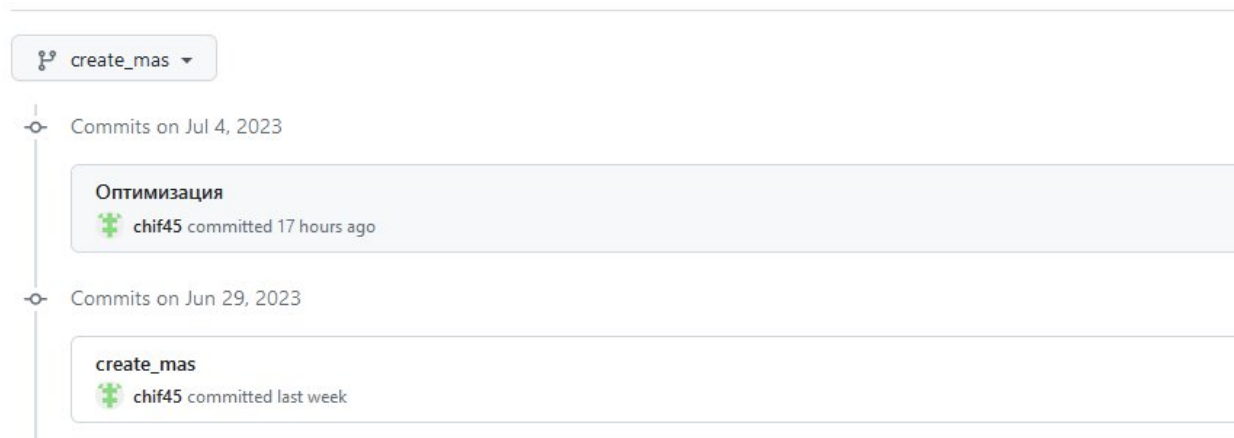 create_mas
Commits on Jul 4, 2023
Оптимизация
chif45 committed 17 hours ago
Commits on Jun 29, 2023
create_mas
chif45 committed last week